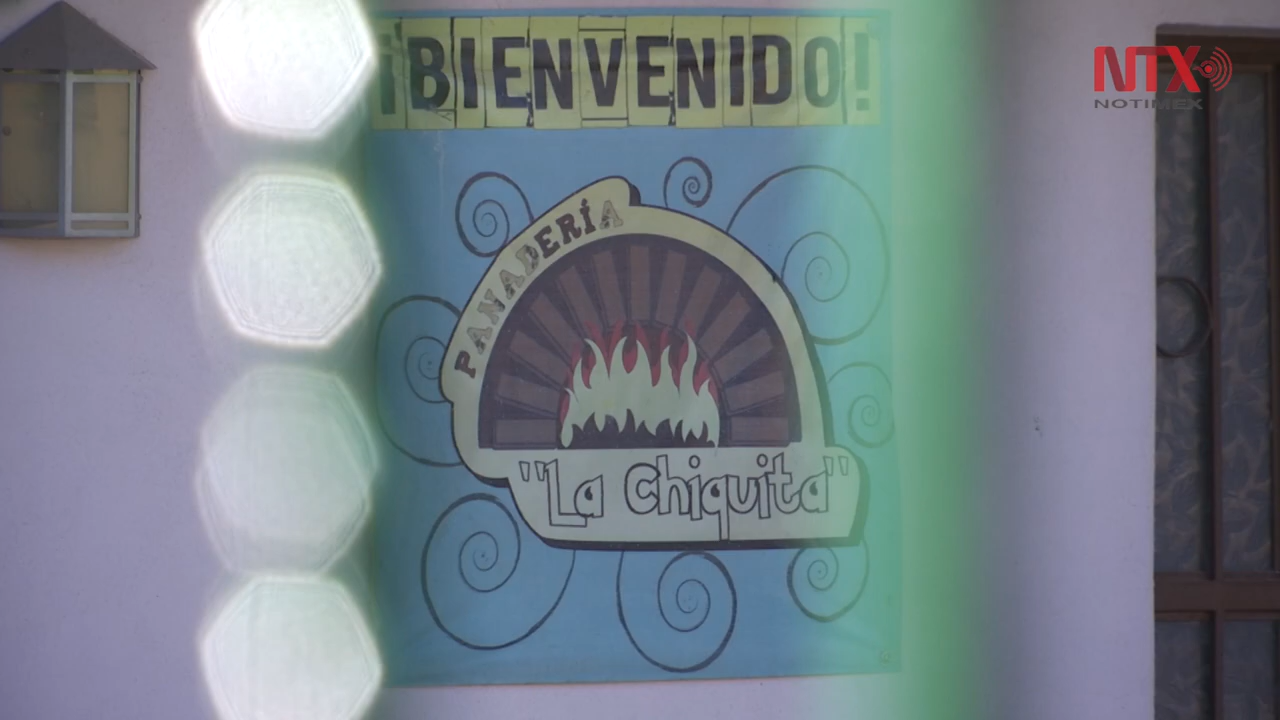 ¡BIENVENIDO!
NTX
NOTIMEX
PANADERÍA
"La Chiquita"